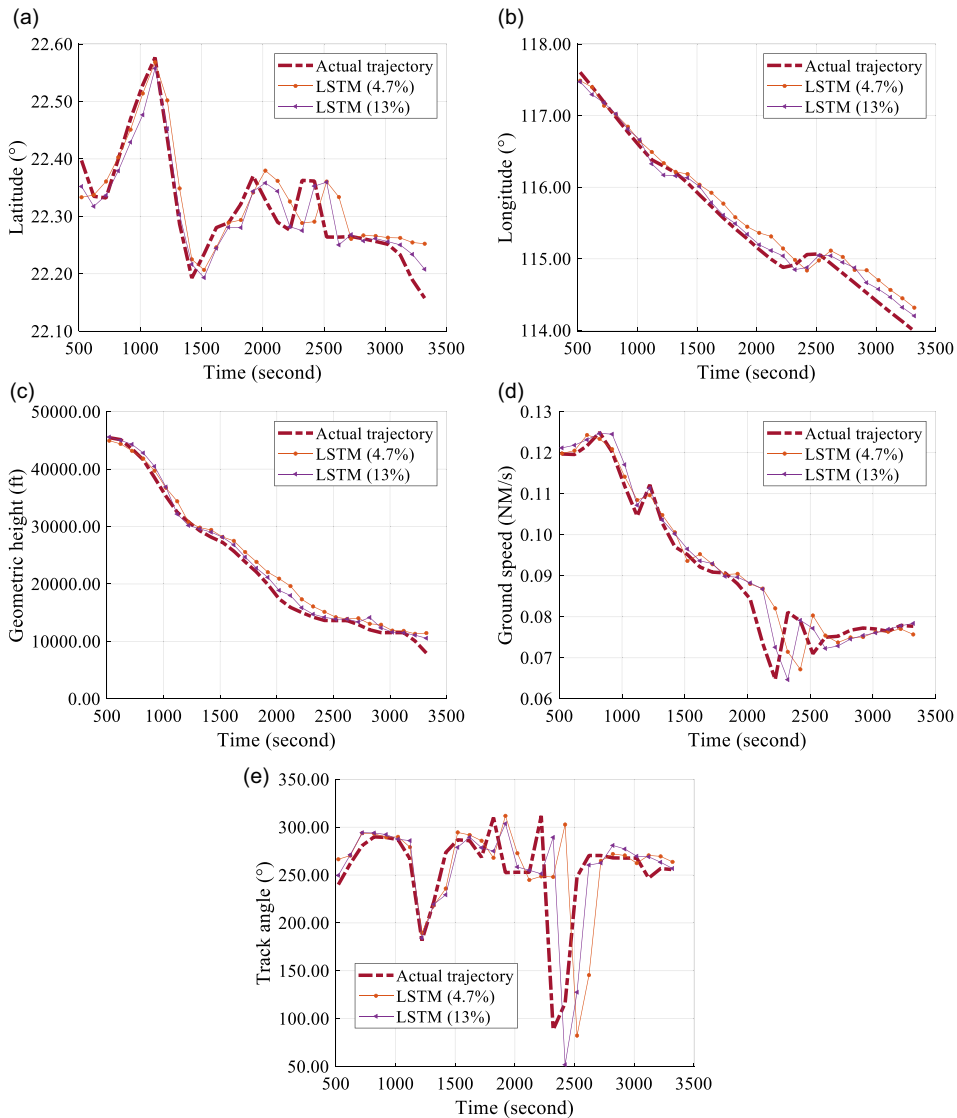 (a)
22.60
22.50
22.40
22.30
22.20
22.10
Latitude (°)
500 1000 1500 2000 2500 3000 3500
Time (second)
Actual trajectory
LSTM (4.7%)
LSTM (13%)
(b)
118.00
117.00
116.00
115.00
114.00
Longitude (°)
500 1000 1500 2000 2500 3000 3500
Time (second)
Actual trajectory
LSTM (4.7%)
LSTM (13%)
(c)
50000.00
40000.00
30000.00
20000.00
10000.00
0.00
Geometric height (ft)
500 1000 1500 2000 2500 3000 3500
Time (second)
Actual trajectory
LSTM (4.7%)
LSTM (13%)
(d)
0.13
0.12
0.11
0.10
0.09
0.08
0.07
0.06
Ground speed (NM/s)
500 1000 1500 2000 2500 3000 3500
Time (second)
Actual trajectory
LSTM (4.7%)
LSTM (13%)
(e)
350.00
300.00
250.00
200.00
150.00
100.00
50.00
Track angle (°)
500 1000 1500 2000 2500 3000 3500
Time (second)
Actual trajectory
LSTM (4.7%)
LSTM (13%)